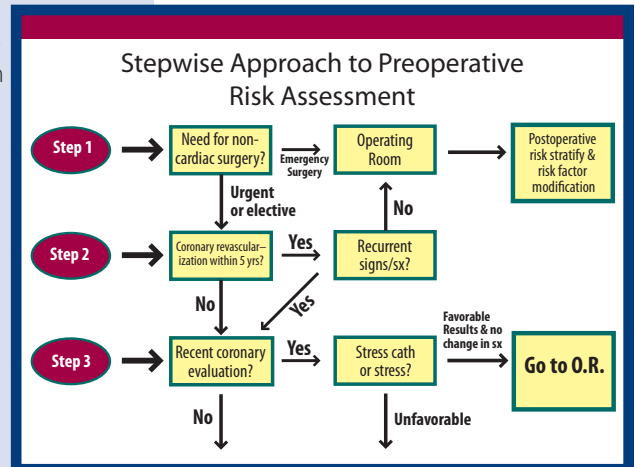 Stepwise Approach to Preoperative
Risk Assessment
Step 1
Need for non-
cardiac surgery?
Emergency
Surgery
Operating
Room
Postoperative
risk stratify &
risk factor
modification
Urgent
or elective
No
Step 2
Coronary revascular–
ization within 5 yrs?
Yes
Recurrent
signs/sx?
No
Yes
Favorable
Results & no
change in sx
Step 3
Recent coronary
evaluation?
Yes
Stress cath
or stress?
Go to O.R.
No
Unfavorable